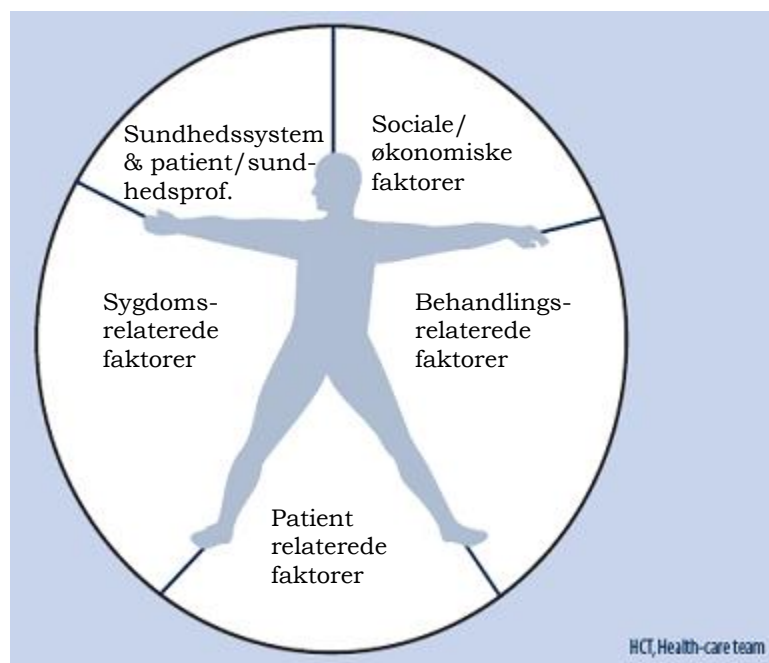 Sundhedssystem
& patient/sund-
hedsprof.
Sociale/
økonomiske
faktorer
Sygdoms-
relaterede
faktorer
Behandlings-
relaterede
faktorer
Patient
relaterede
faktorer
HCT, Health-care team